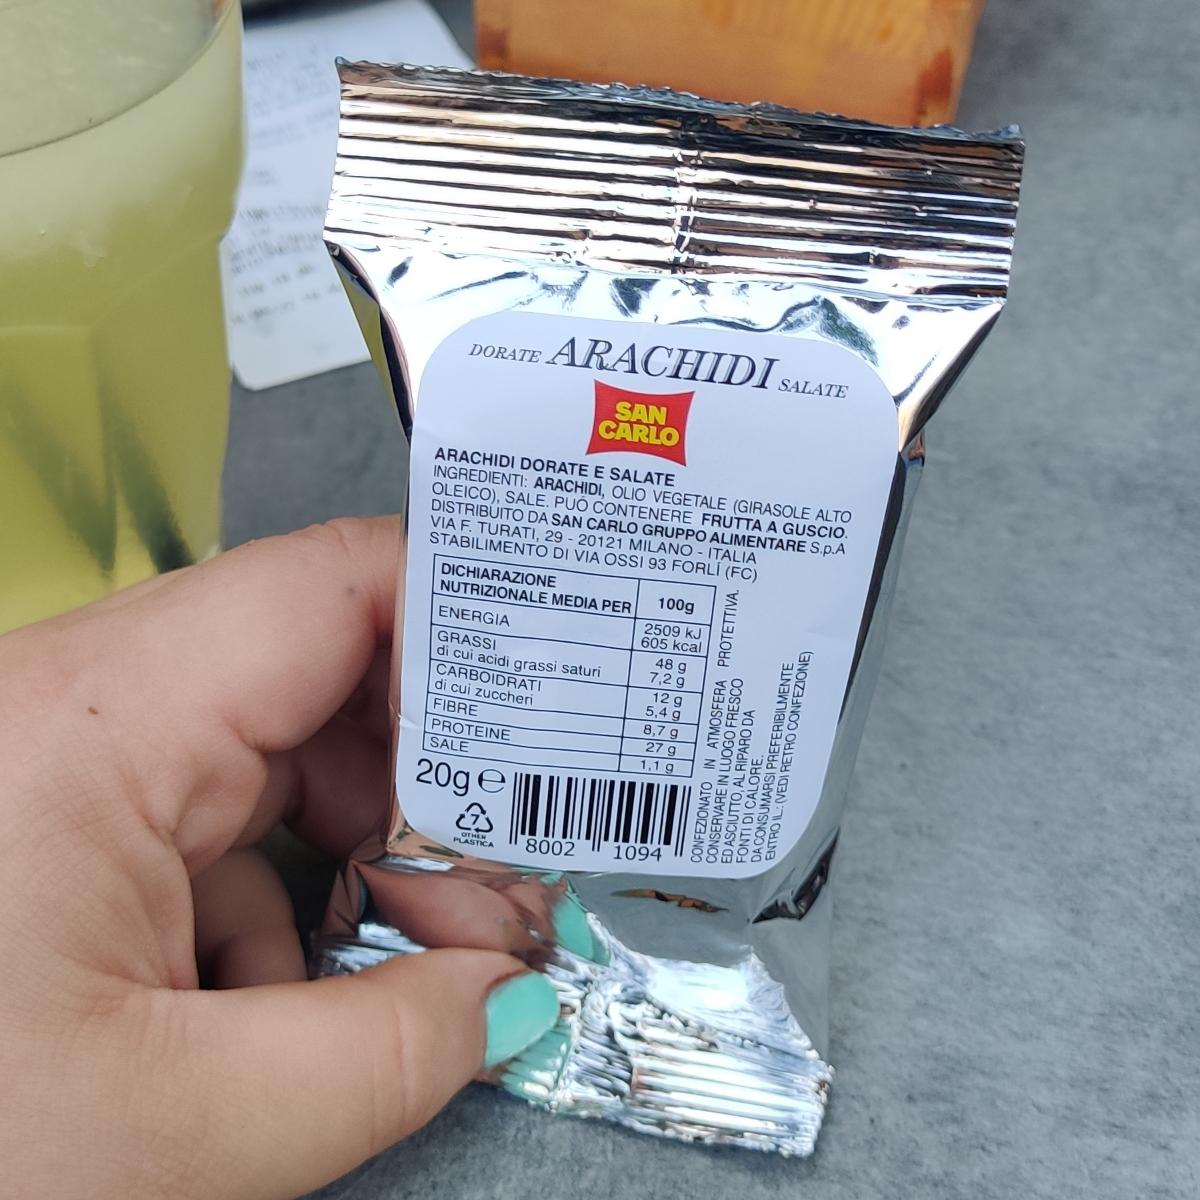 DORATE ARACHIDI SALATE
SAN
CARLO
ARACHIDI DORATE E SALATE
INGREDIENTI: ARACHIDI, OLIO VEGETALE (GIRASOLE ALTO
OLEICO), SALE. PUÓ CONTENERE FRUTTA A GUSCIO.
DISTRIBUITO DA SAN CARLO GRUPPO ALIMENTARE S.p.A
VIA F. TURATI, 29 - 20121 MILANO - ITALIA
STABILIMENTO DI VIA OSSI 93 FORLÍ (FC)
DICHIARAZIONE
NUTRIZIONALE MEDIA PER 100g
ENERGIA 2509 kJ
605 kcal
GRASSI 48 g
di cui acidi grassi saturi 7,2 g
CARBOIDRATI 12 g
di cui zuccheri 5,4 g
FIBRE 8,7 g
PROTEINE 27 g
SALE 1,1 g
CONFEZIONATO IN ATMOSFERA PROTETTIVA.
CONSERVARE IN LUOGO FRESCO
ED ASCIUTTO, AL RIPARO DA
FONTI DI CALORE.
DA CONSUMARSI PREFERIBILMENTE
ENTRO IL: (VEDI RETRO CONFEZIONE)
20g e
7
OTHER
PLASTICA
8002 1094